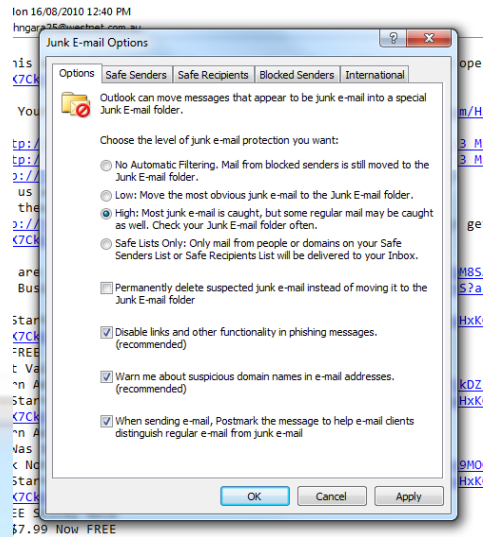 Ion 16/08/2010 12:40 PM
Junk E-mail Options
Options
Safe Senders
Safe Recipients
Blocked Senders
International
Outlook can move messages that appear to be junk e-mail into a special
Junk E-mail folder.
Choose the level of junk e-mail protection you want:
No Automatic Filtering. Mail from blocked senders is still moved to the
Junk E-mail folder.
Low: Move the most obvious junk e-mail to the Junk E-mail folder.
High: Most junk e-mail is caught, but some regular mail may be caught
as well. Check your Junk E-mail folder often.
Safe Lists Only: Only mail from people or domains on your Safe
Senders List or Safe Recipients List will be delivered to your Inbox.
Permanently delete suspected junk e-mail instead of moving it to the
Junk E-mail folder
Disable links and other functionality in phishing messages.
(recommended)
Warn me about suspicious domain names in e-mail addresses.
(recommended)
When sending e-mail, Postmark the message to help e-mail clients
distinguish regular e-mail from junk e-mail
OK
Cancel
Apply
$7.99 Now FREE